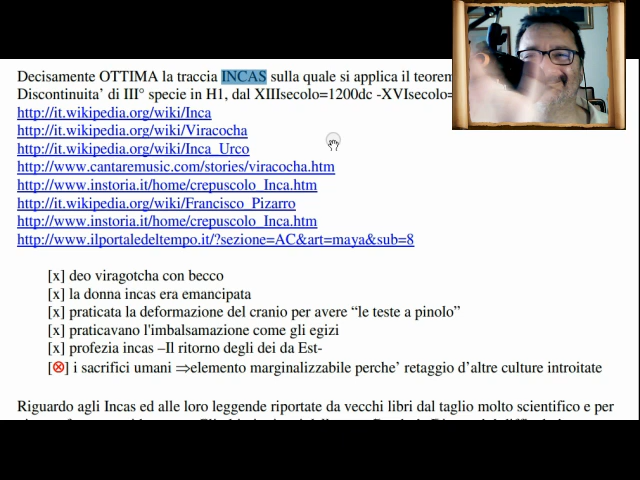 Decisamente OTTIMA la traccia INCAS sulla quale si applica il
Discontinuita' di III° specie in H1, dal XIIIsecolo=1200dc
http://it.wikipedia.org/wiki/Inca
http://it.wikipedia.org/wiki/Viracocha
http://it.wikipedia.org/wiki/Inca_Urco
http://www.cantaremusic.com/stories/viracocha.htm
http://www.instoria.it/home/crepuscolo_Inca.htm
http://it.wikipedia.org/wiki/Francisco_Pizarro
http://www.instoria.it/home/crepuscolo_Inca.htm
http://www.ilportaledeltempo.it/?sezione=AC&art=maya&sub=8
[x] deo viragotcha con becco
[x] la donna incas era emancipata
[x] praticata la deformazione del cranio per avere “le teste a pinolo”
[x] praticavano l'imbalsamazione come gli egizi
[x] profezia incas –Il ritorno degli dei da Est-
[⊗] i sacrifici umani ⇒elemento marginalizzabile perche' retaggio d'altre culture introitate
Riguardo agli Incas ed alle loro leggende riportate da vecchi libri dal taglio molto scientifico e per